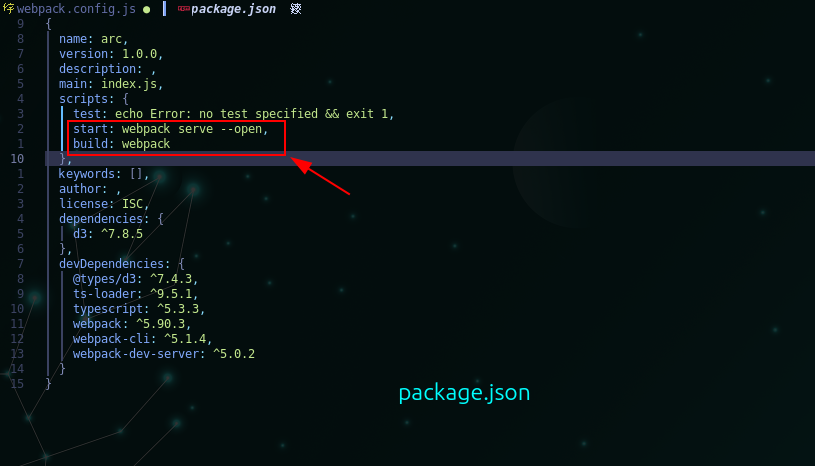 webpack.config.js ● package.json
9 {
8 name: arc,
7 version: 1.0.0,
6 description: ,
5 main: index.js,
4 scripts: {
3 test: echo Error: no test specified && exit 1,
2 start: webpack serve --open,
1 build: webpack
10 },
1 keywords: [],
2 author: ,
3 license: ISC,
4 dependencies: {
5 d3: ^7.8.5
6 },
7 devDependencies: {
8 @types/d3: ^7.4.3,
9 ts-loader: ^9.5.1,
10 typescript: ^5.3.3,
11 webpack: ^5.90.3,
12 webpack-cli: ^5.1.4,
13 webpack-dev-server: ^5.0.2
14 }
15 }
package.json